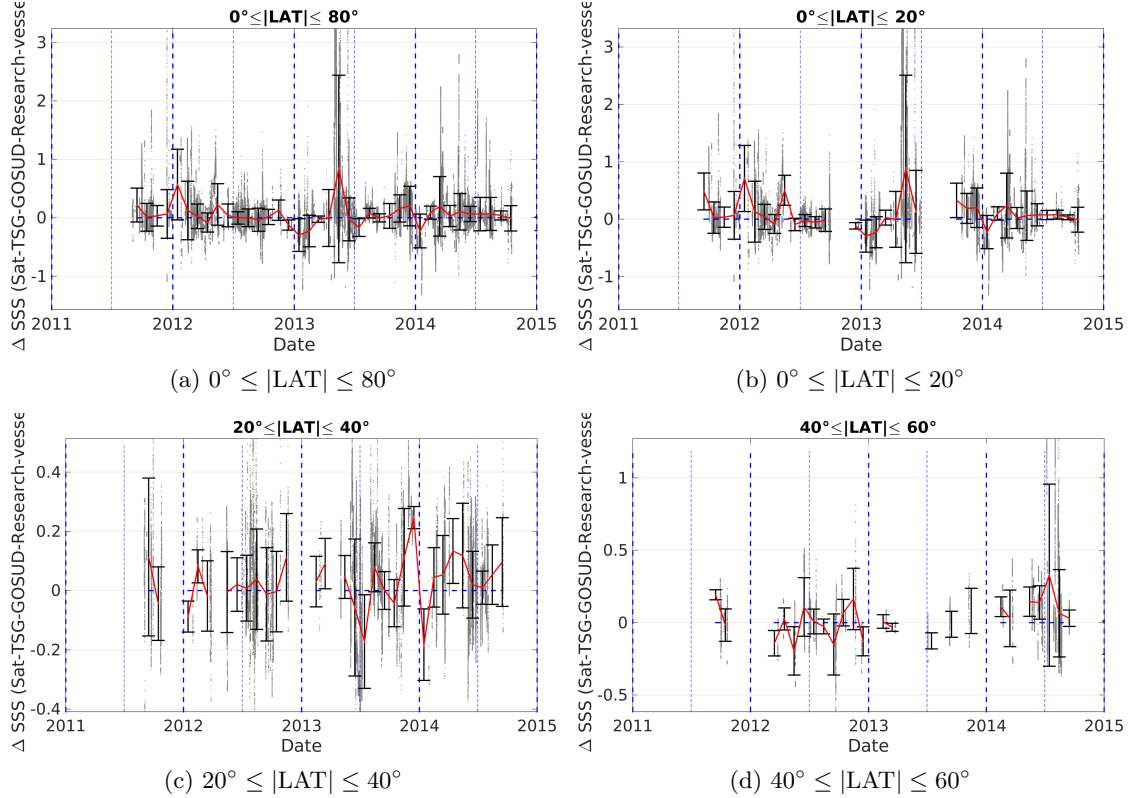 0°≤|LAT|≤ 80°
Δ SSS (Sat-TSG-GOSUD-Research-vesse
3
2
1
0
-1
2011 2012 2013 2014 2015
Date
(a) 0° ≤ |LAT| ≤ 80°
0°≤|LAT|≤ 20°
Δ SSS (Sat-TSG-GOSUD-Research-vesse
3
2
1
0
-1
2011 2012 2013 2014 2015
Date
(b) 0° ≤ |LAT| ≤ 20°
20°≤|LAT|≤ 40°
Δ SSS (Sat-TSG-GOSUD-Research-vesse
0.4
0.2
0
-0.2
-0.4
2011 2012 2013 2014 2015
Date
(c) 20° ≤ |LAT| ≤ 40°
40°≤|LAT|≤ 60°
Δ SSS (Sat-TSG-GOSUD-Research-vesse
1
0.5
0
-0.5
2011 2012 2013 2014 2015
Date
(d) 40° ≤ |LAT| ≤ 60°